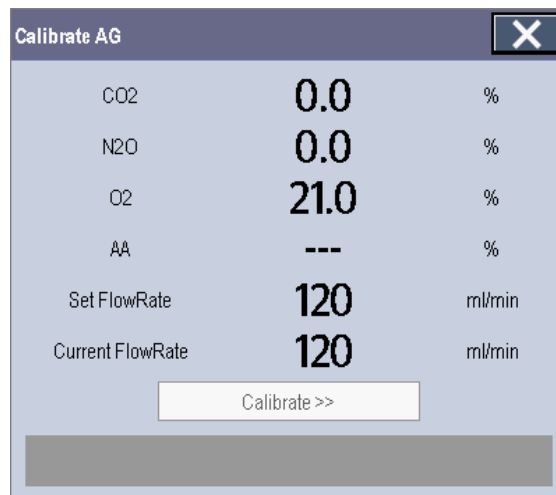 Calibrate AG
CO2 0.0 %
N2O 0.0 %
O2 21.0 %
AA --- %
Set FlowRate 120 ml/min
Current FlowRate 120 ml/min
Calibrate >>